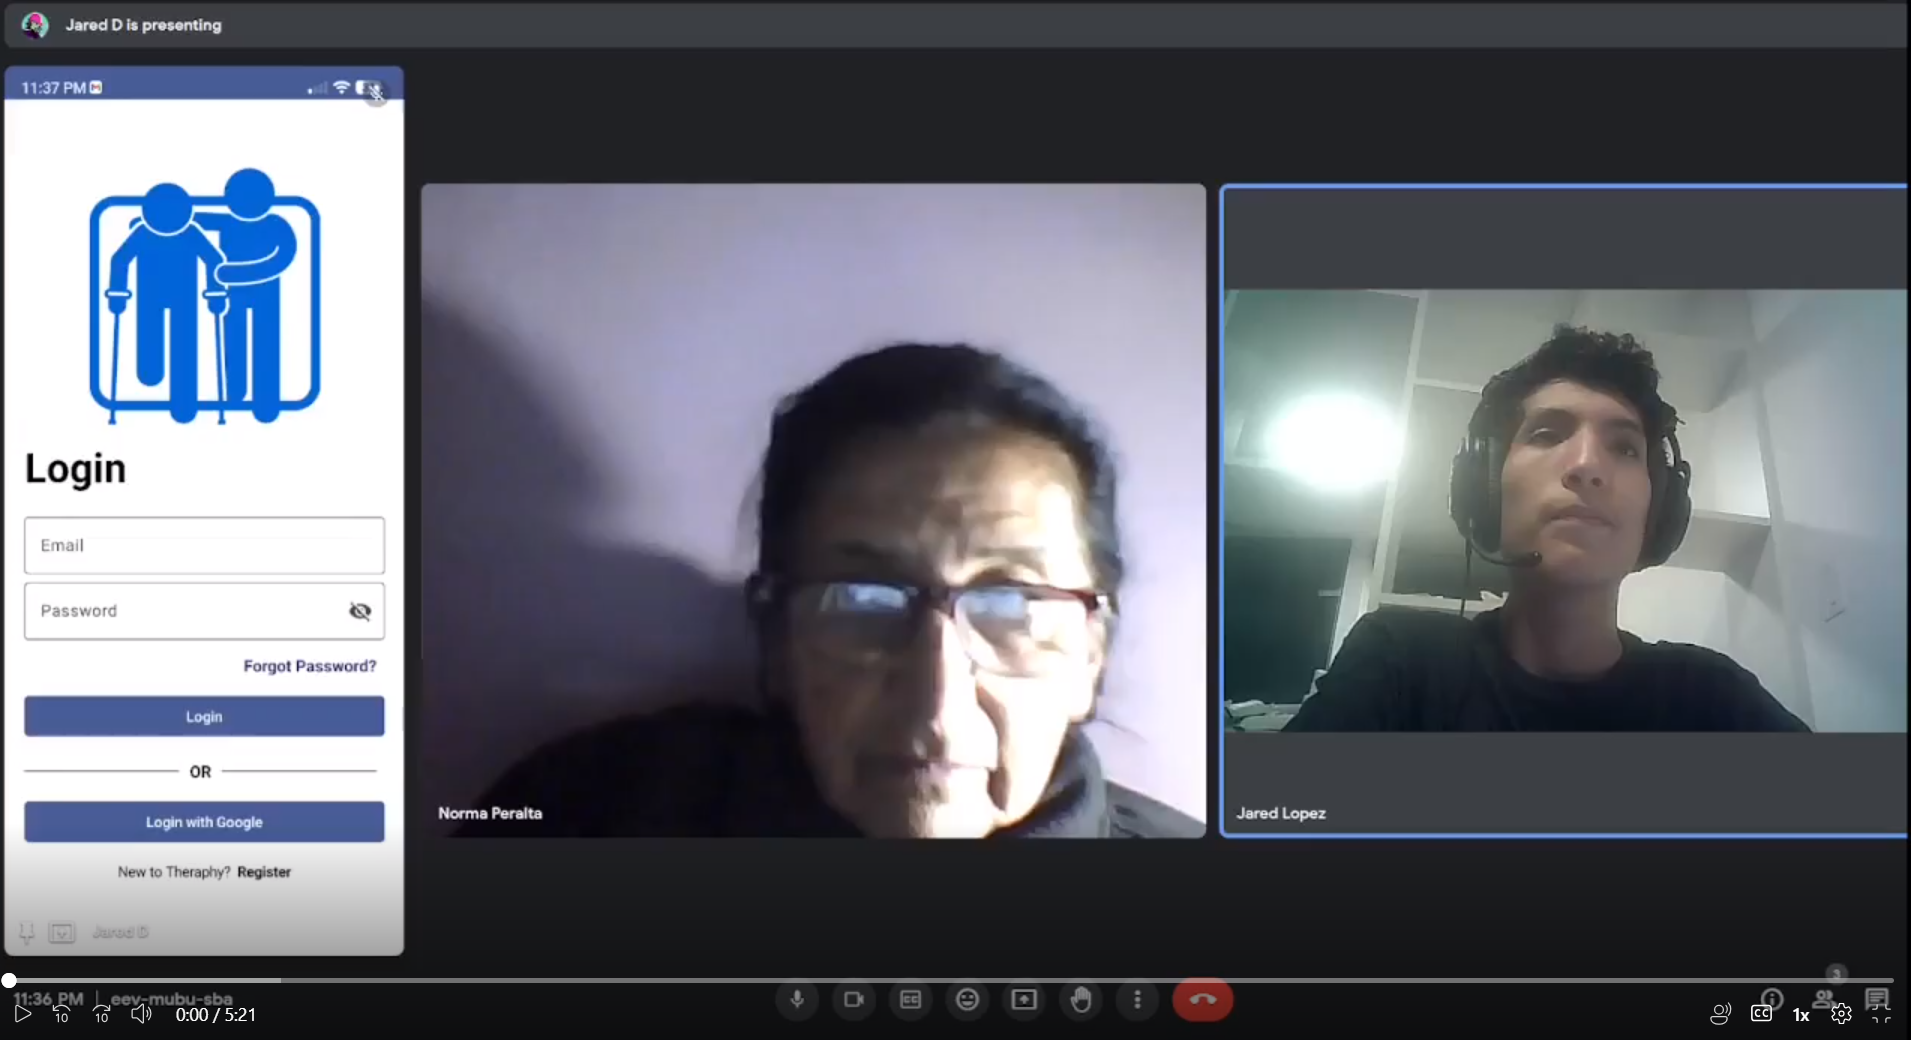 Jared D is presenting
11:37 PM
Login
Email
Password
Forgot Password?
Login
OR
Login with Google
New to Theraphy? Register
Jared D
Norma Peralta
Jared Lopez
3
11:36 PM | eev-mubu-sba
10 10 0:00 / 5:21
CC
CC 1x